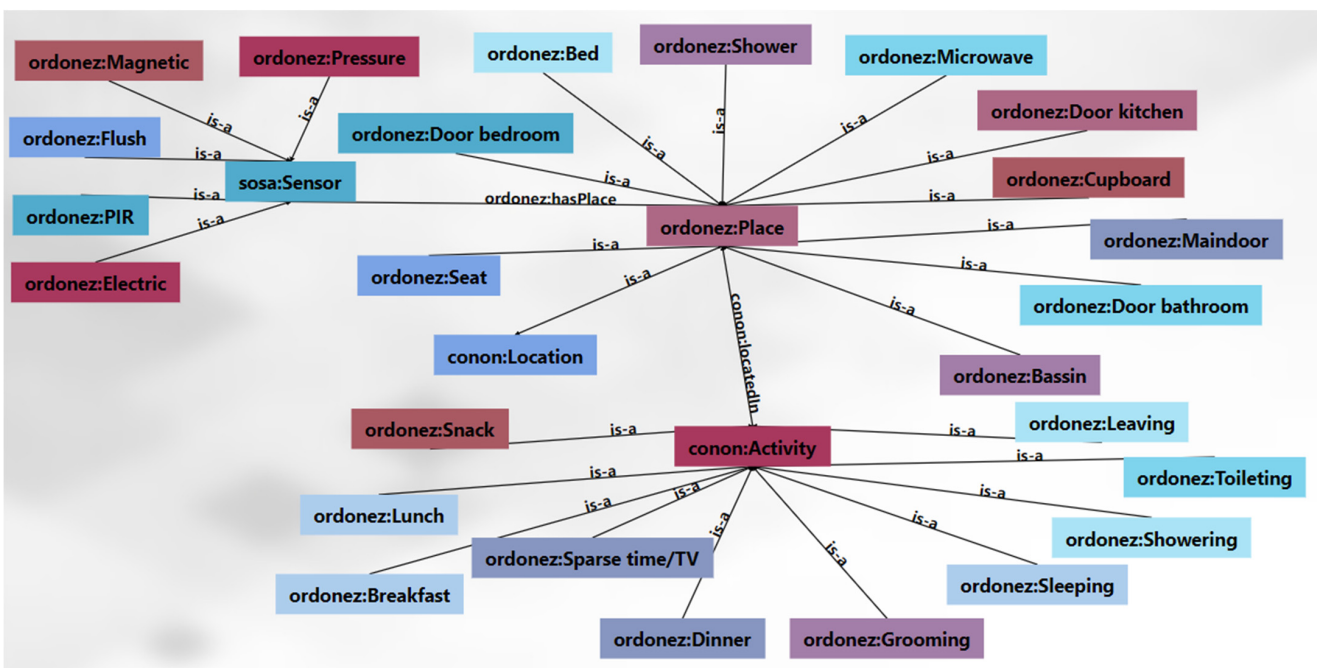 ordonez:Magnetic
ordonez:Pressure
ordonez:Bed
ordonez:Shower
ordonez:Microwave
ordonez:Door kitchen
is-a
is-a
is-a
is-a
is-a
is-a
ordonez:Flush
is-a
ordonez:Door bedroom
is-a
sosa:Sensor
ordonez:Cupboard
is-a
ordonez:PIR
is-a
ordonez:hasPlace
is-a
is-a
ordonez:Place
is-a
ordonez:Maindoor
ordonez:Electric
ordonez:Seat
is-a
is-a
is-a
ordonez:Door bathroom
is-a
conon:locatedIn
conon:Location
ordonez:Bassin
ordonez:Snack
is-a
conon:Activity
is-a
ordonez:Leaving
is-a
is-a
ordonez:Toileting
is-a
is-a
is-a
ordonez:Lunch
is-a
is-a
ordonez:Showering
is-a
ordonez:Sparse time/TV
ordonez:Breakfast
ordonez:Sleeping
ordonez:Dinner
ordonez:Grooming